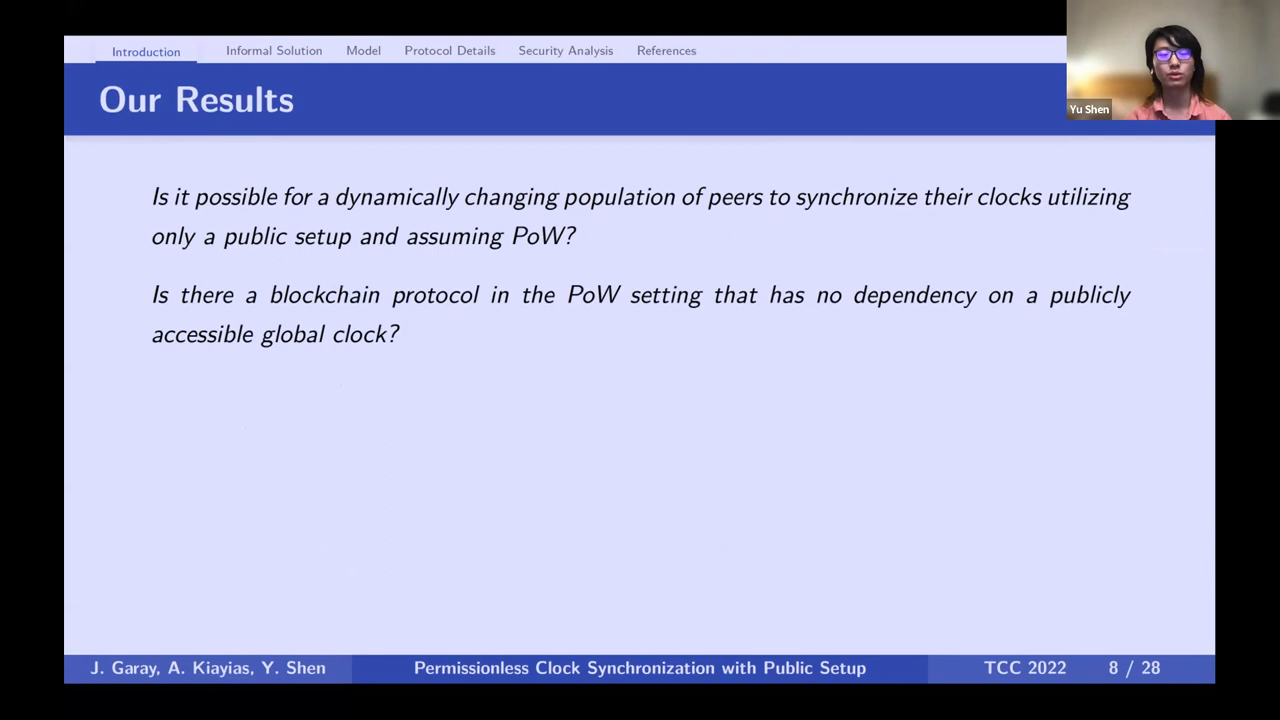 Introduction Informal Solution Model Protocol Details Security Analysis References
Our Results
Yu Shen
Is it possible for a dynamically changing population of peers to synchronize their clocks utilizing
only a public setup and assuming PoW?
Is there a blockchain protocol in the PoW setting that has no dependency on a publicly
accessible global clock?
J. Garay, A. Kiayias, Y. Shen Permissionless Clock Synchronization with Public Setup TCC 2022 8 / 28